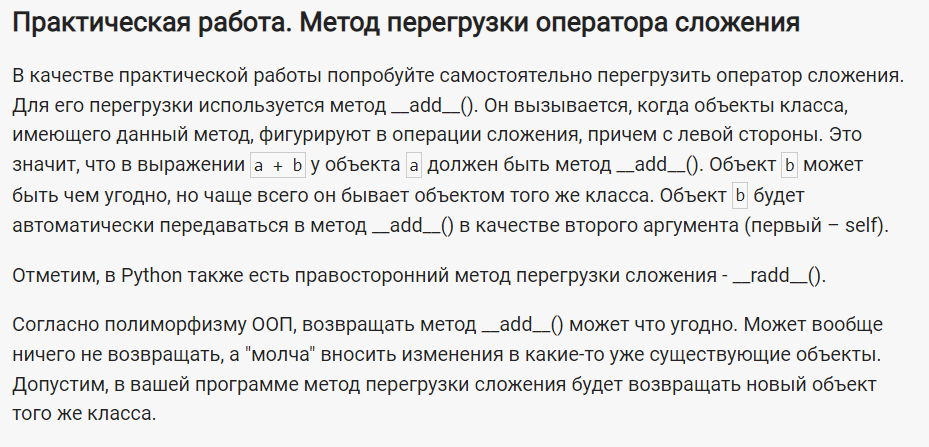 Практическая работа. Метод перегрузки оператора сложения
В качестве практической работы попробуйте самостоятельно перегрузить оператор сложения.
Для его перегрузки используется метод __add__(). Он вызывается, когда объекты класса,
имеющего данный метод, фигурируют в операции сложения, причем с левой стороны. Это
значит, что в выражении a + b у объекта a должен быть метод __add__(). Объект b может
быть чем угодно, но чаще всего он бывает объектом того же класса. Объект b будет
автоматически передаваться в метод __add__() в качестве второго аргумента (первый – self).
Отметим, в Python также есть правосторонний метод перегрузки сложения - __radd__().
Согласно полиморфизму ООП, возвращать метод __add__() может что угодно. Может вообще
ничего не возвращать, а "молча" вносить изменения в какие-то уже существующие объекты.
Допустим, в вашей программе метод перегрузки сложения будет возвращать новый объект
того же класса.